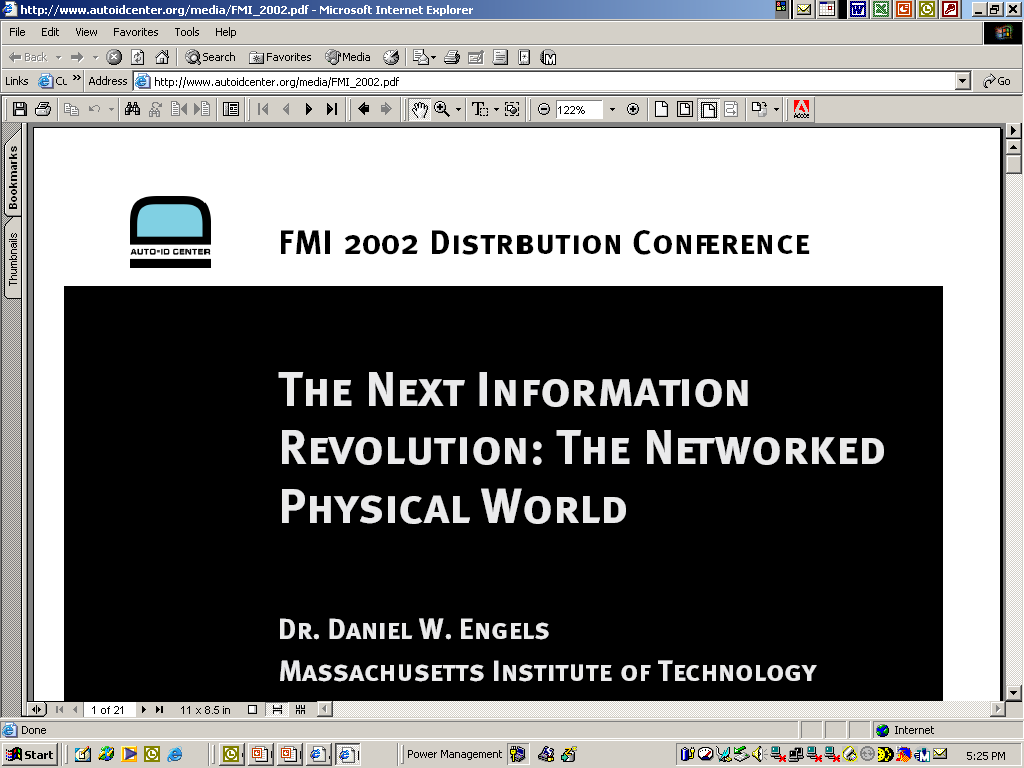 http://www.autoidcenter.org/media/FMI_2002.pdf - Microsoft Internet Explorer
File Edit View Favorites Tools Help
Back Search Favorites Media
Links Cu Address http://www.autoidcenter.org/media/FMI_2002.pdf Go
122% Adobe
Bookmarks
Thumbnails
AUTO-ID CENTER
FMI 2002 DISTRBUTION CONFERENCE
THE NEXT INFORMATION
REVOLUTION: THE NETWORKED
PHYSICAL WORLD
DR. DANIEL W. ENGELS
MASSACHUSETTS INSTITUTE OF TECHNOLOGY
1 of 21 11 x 8.5 in
Done Internet
Start Power Management 5:25 PM